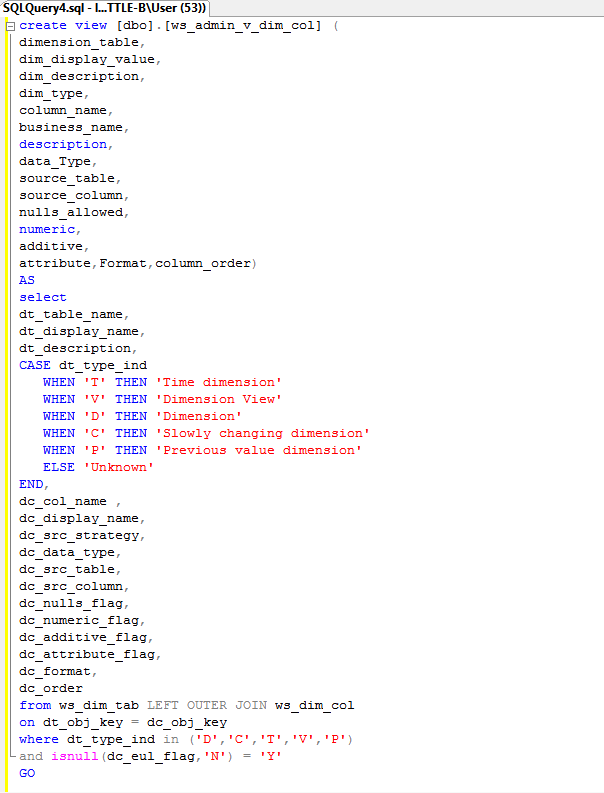 SQLQuery4.sql - l...TTLE-B\User (53))
create view [dbo].[ws_admin_v_dim_col] (
dimension_table,
dim_display_value,
dim_description,
dim_type,
column_name,
business_name,
description,
data_Type,
source_table,
source_column,
nulls_allowed,
numeric,
additive,
attribute,Format,column_order)
AS
select
dt_table_name,
dt_display_name,
dt_description,
CASE dt_type_ind
   WHEN 'T' THEN 'Time dimension'
   WHEN 'V' THEN 'Dimension View'
   WHEN 'D' THEN 'Dimension'
   WHEN 'C' THEN 'Slowly changing dimension'
   WHEN 'P' THEN 'Previous value dimension'
   ELSE 'Unknown'
END,
dc_col_name ,
dc_display_name,
dc_src_strategy,
dc_data_type,
dc_src_table,
dc_src_column,
dc_nulls_flag,
dc_numeric_flag,
dc_additive_flag,
dc_attribute_flag,
dc_format,
dc_order
from ws_dim_tab LEFT OUTER JOIN ws_dim_col
on dt_obj_key = dc_obj_key
where dt_type_ind in ('D','C','T','V','P')
and isnull(dc_eul_flag,'N') = 'Y'
GO